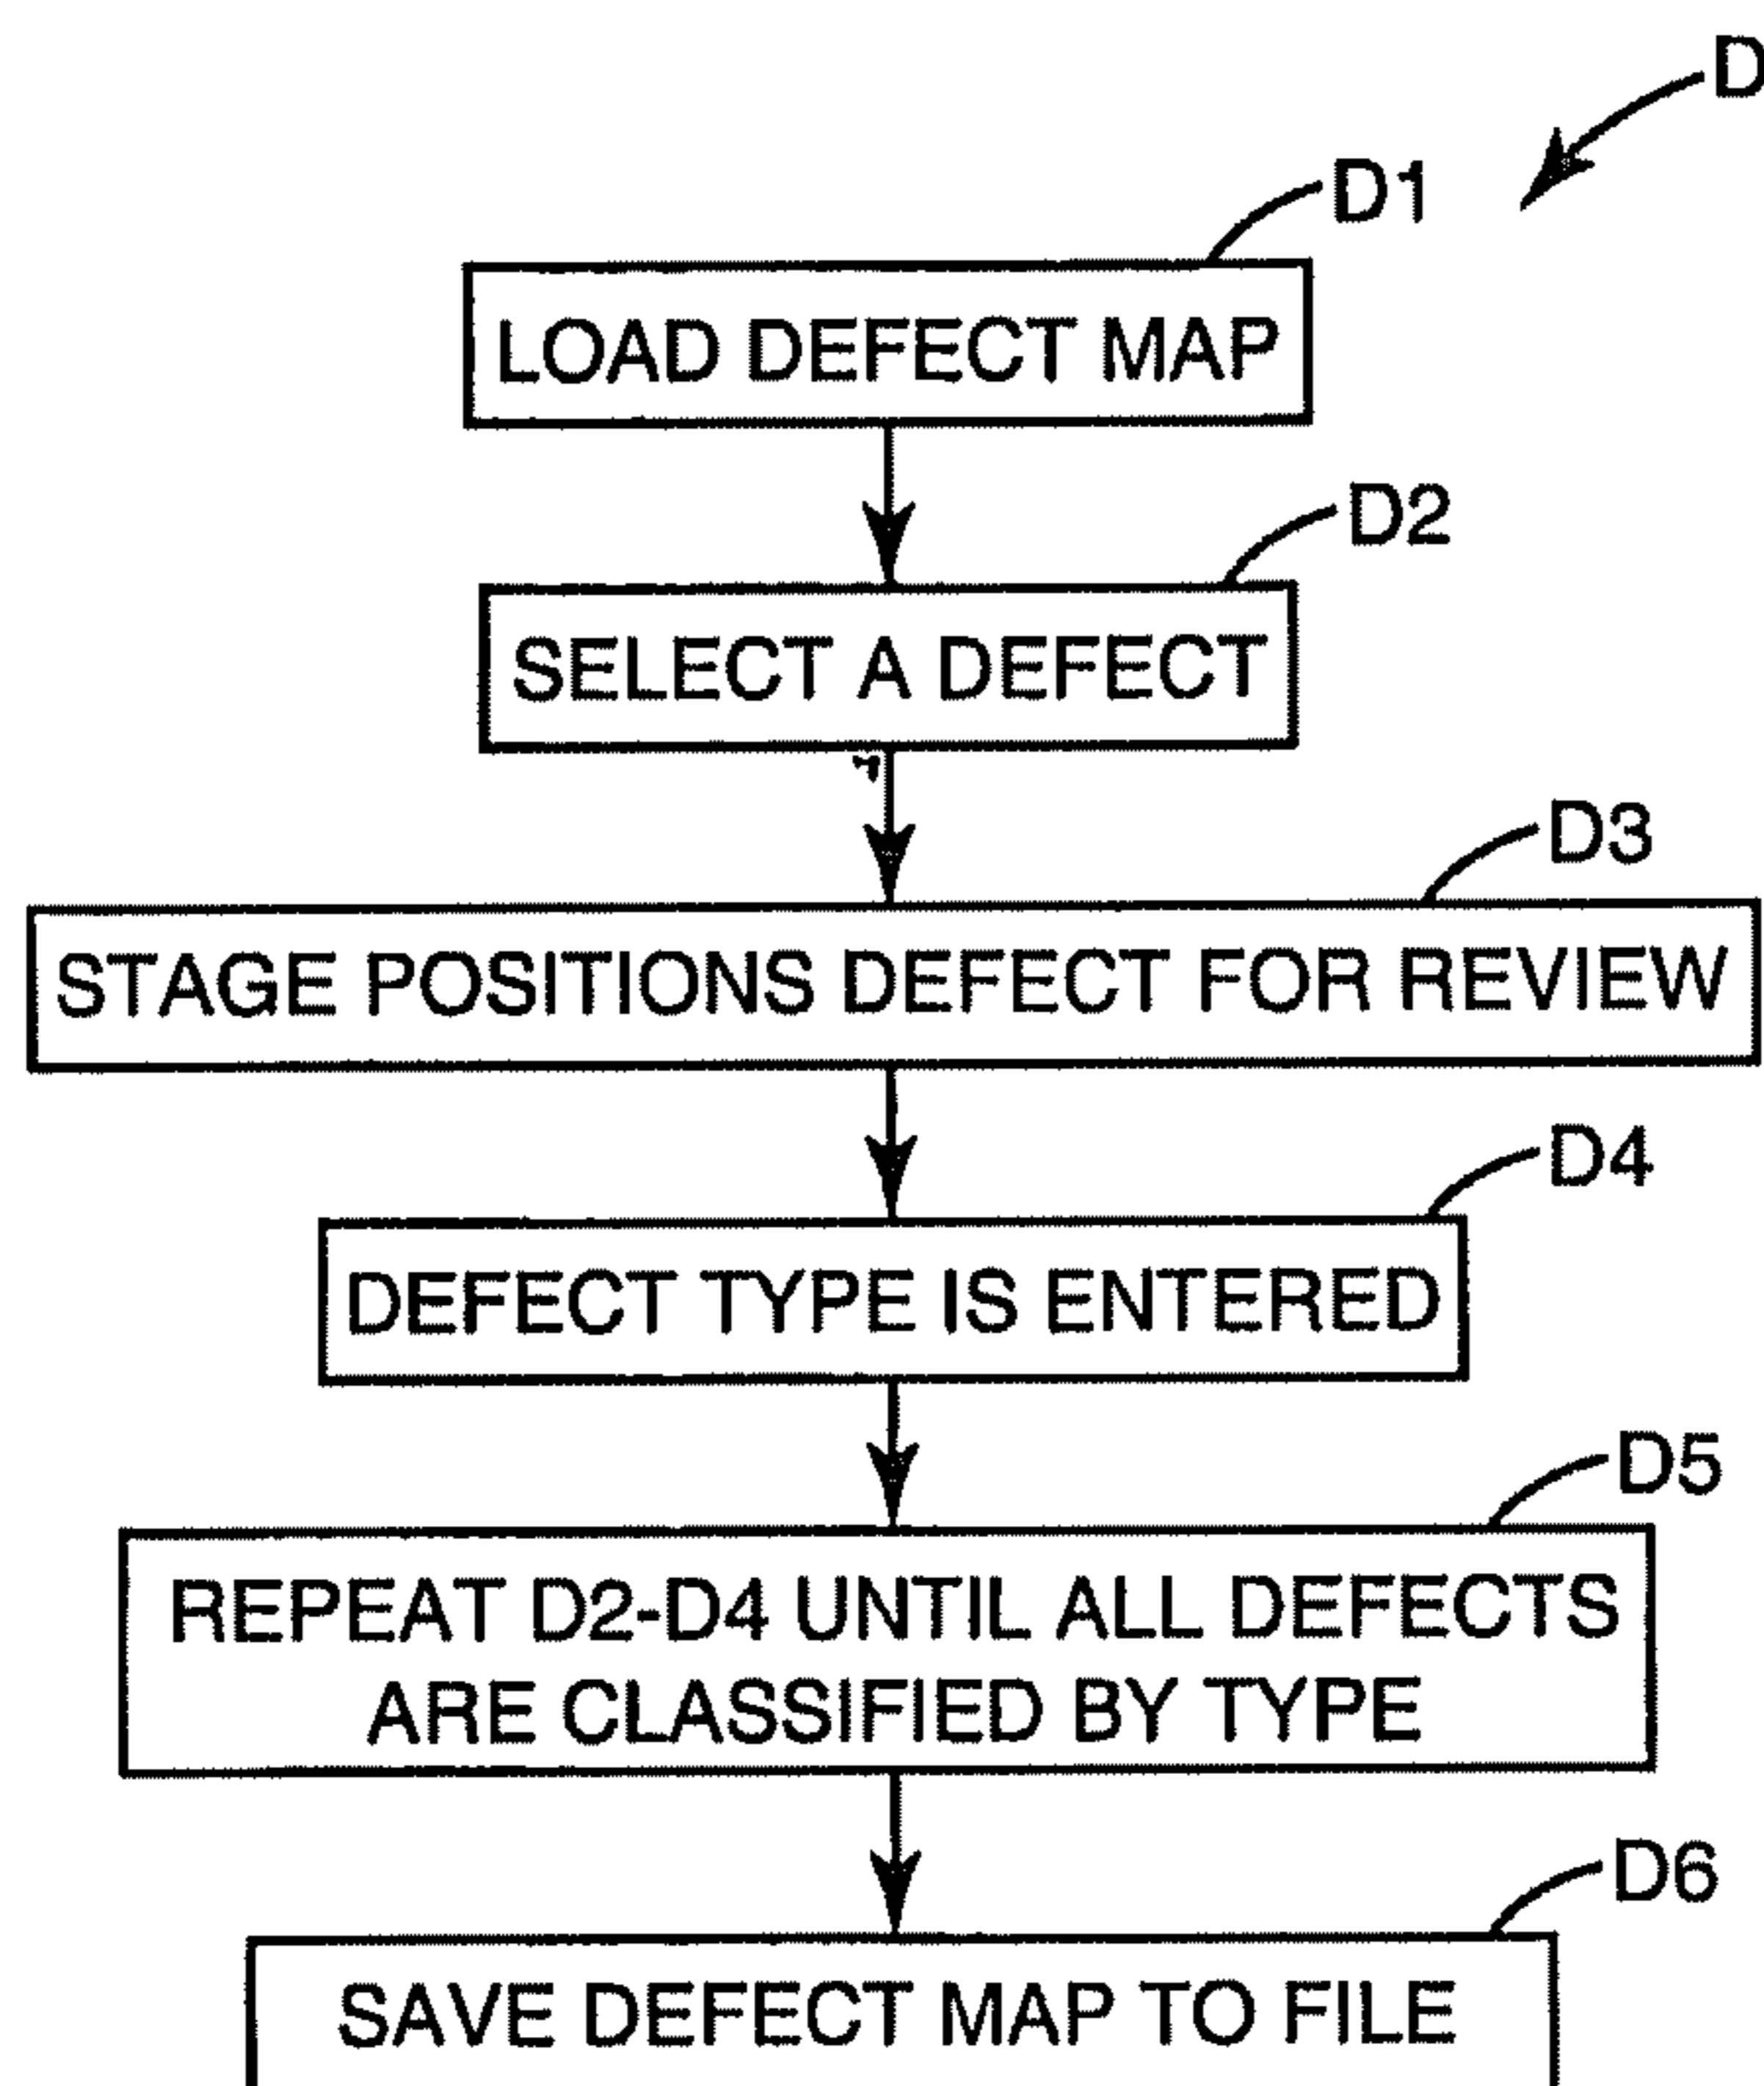 D
D1
LOAD DEFECT MAP
D2
SELECT A DEFECT
D3
STAGE POSITIONS DEFECT FOR REVIEW
D4
DEFECT TYPE IS ENTERED
D5
REPEAT D2-D4 UNTIL ALL DEFECTS
ARE CLASSIFIED BY TYPE
D6
SAVE DEFECT MAP TO FILE